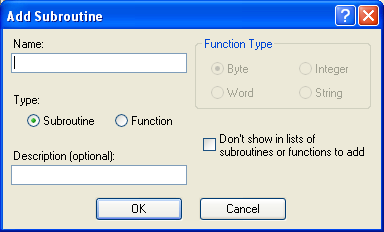 Add Subroutine
Name:
Function Type
Byte
Integer
Word
String
Type:
Subroutine
Function
Don't show in lists of
subroutines or functions to add
Description (optional):
OK
Cancel